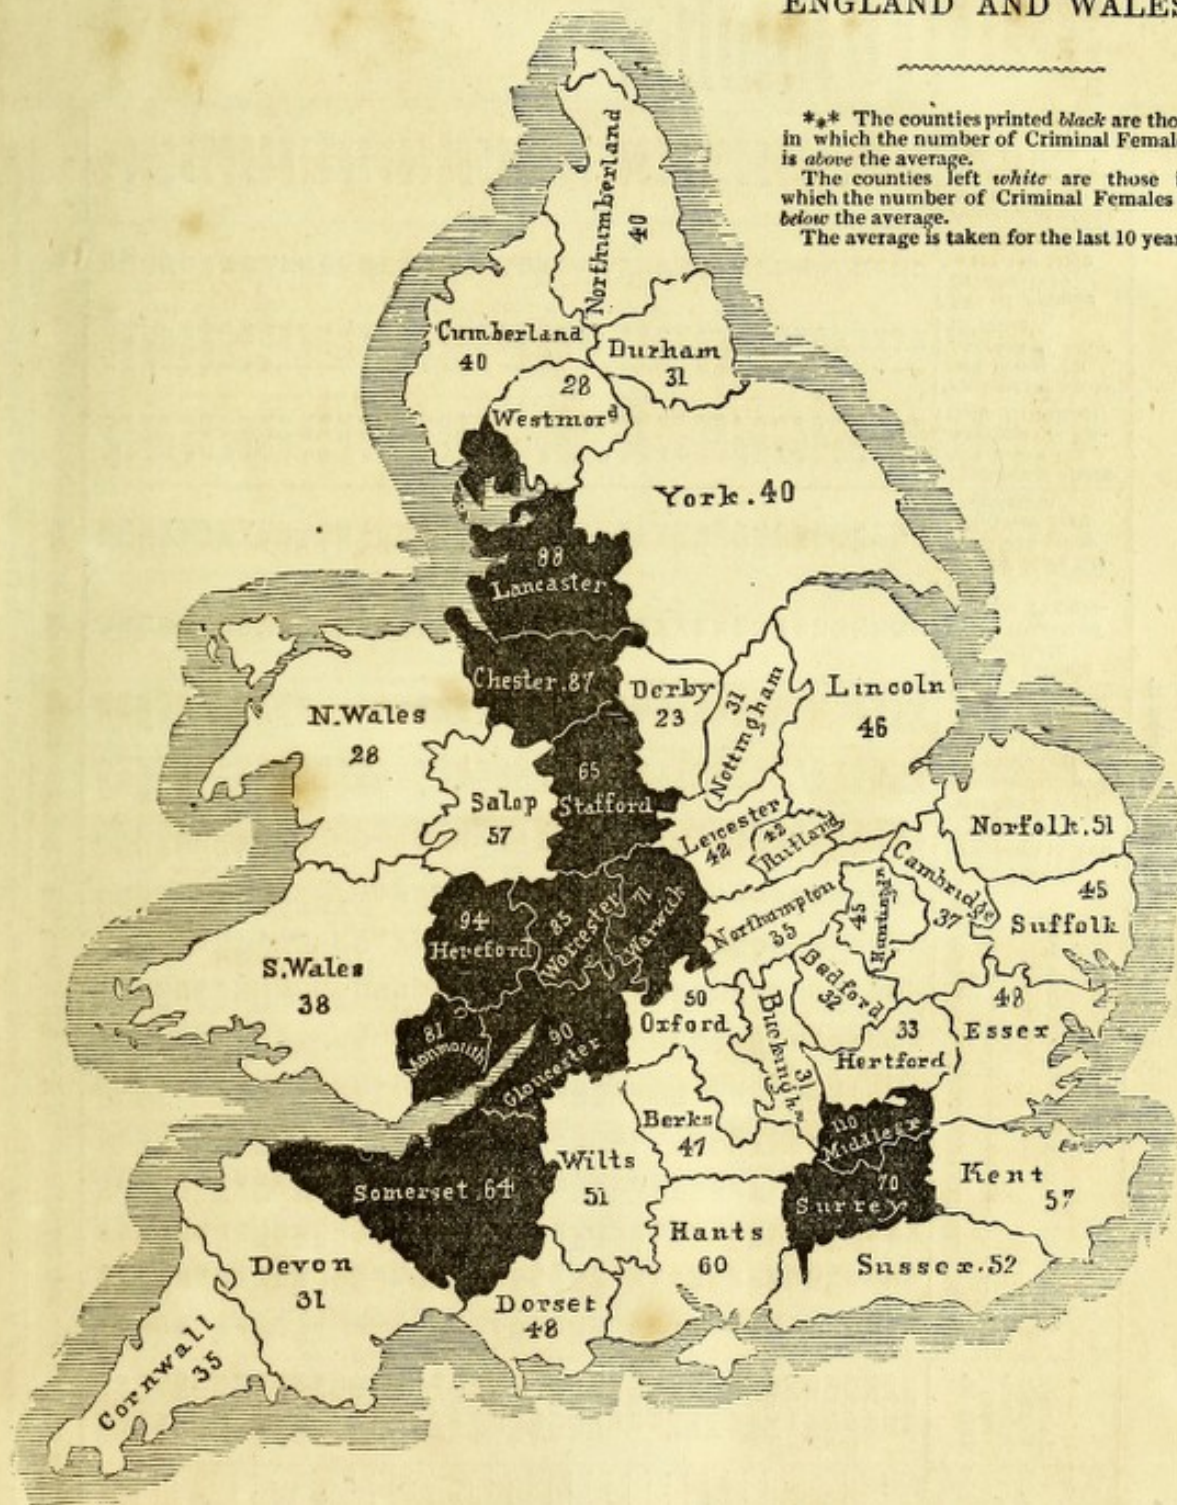 ENGLAND AND WALES
*** The counties printed black are tho
in which the number of Criminal Femal
is above the average.
The counties left white are those
which the number of Criminal Females
below the average.
The average is taken for the last 10 year
Northumberland
40
Cumberland
40
Durham
31
28
Westmord
York. 40
88
Lancaster
Chester. 87
Derby
23
31
Nottingham
Lincoln
46
N. Wales
28
Salop
57
65
Stafford
Leicester
42
42
Rutland
Norfolk. 51
Cambridge
37
45
Suffolk
94
Hereford
85
Worcester
71
Warwick
Northampton
35
45
S. Wales
38
81
Monmouth
90
Gloucester
50
Oxford
31
Bedford
32
33
Hertford
48
Essex
Berks
47
110
Middlesex
70
Surrey
Kent
57
Somerset. 64
Wilts
51
Hants
60
Sussex. 52
Devon
31
Dorset
48
Cornwall
35